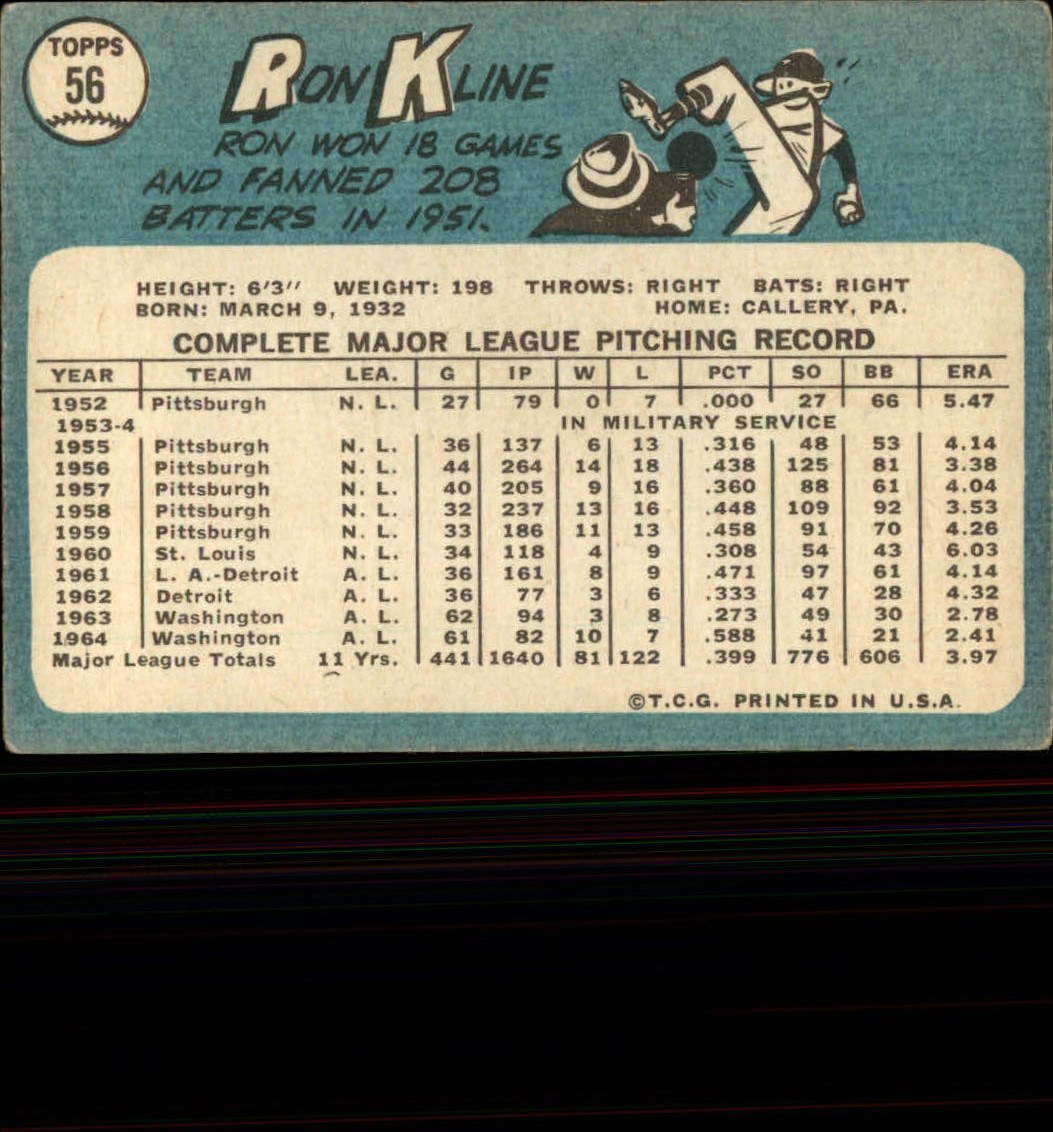 TOPPS
56
RON KLINE
RON WON 18 GAMES
AND FANNED 208
BATTERS IN 1951.
HEIGHT: 6'3" WEIGHT: 198 THROWS: RIGHT BATS: RIGHT
BORN: MARCH 9, 1932 HOME: CALLERY, PA.
COMPLETE MAJOR LEAGUE PITCHING RECORD
YEAR TEAM LEA. G IP W L PCT SO BB ERA
1952 Pittsburgh N. L. 27 79 0 7 .000 27 66 5.47
1953-4 IN MILITARY SERVICE
1955 Pittsburgh N. L. 36 137 6 13 .316 48 53 4.14
1956 Pittsburgh N. L. 44 264 14 18 .438 125 81 3.38
1957 Pittsburgh N. L. 40 205 9 16 .360 88 61 4.04
1958 Pittsburgh N. L. 32 237 13 16 .448 109 92 3.53
1959 Pittsburgh N. L. 33 186 11 13 .458 91 70 4.26
1960 St. Louis N. L. 34 118 4 9 .308 54 43 6.03
1961 L. A.-Detroit A. L. 36 161 8 9 .471 97 61 4.14
1962 Detroit A. L. 36 77 3 6 .333 47 28 4.32
1963 Washington A. L. 62 94 3 8 .273 49 30 2.78
1964 Washington A. L. 61 82 10 7 .588 41 21 2.41
Major League Totals 11 Yrs. 441 1640 81 122 .399 776 606 3.97
©T.C.G. PRINTED IN U.S.A.